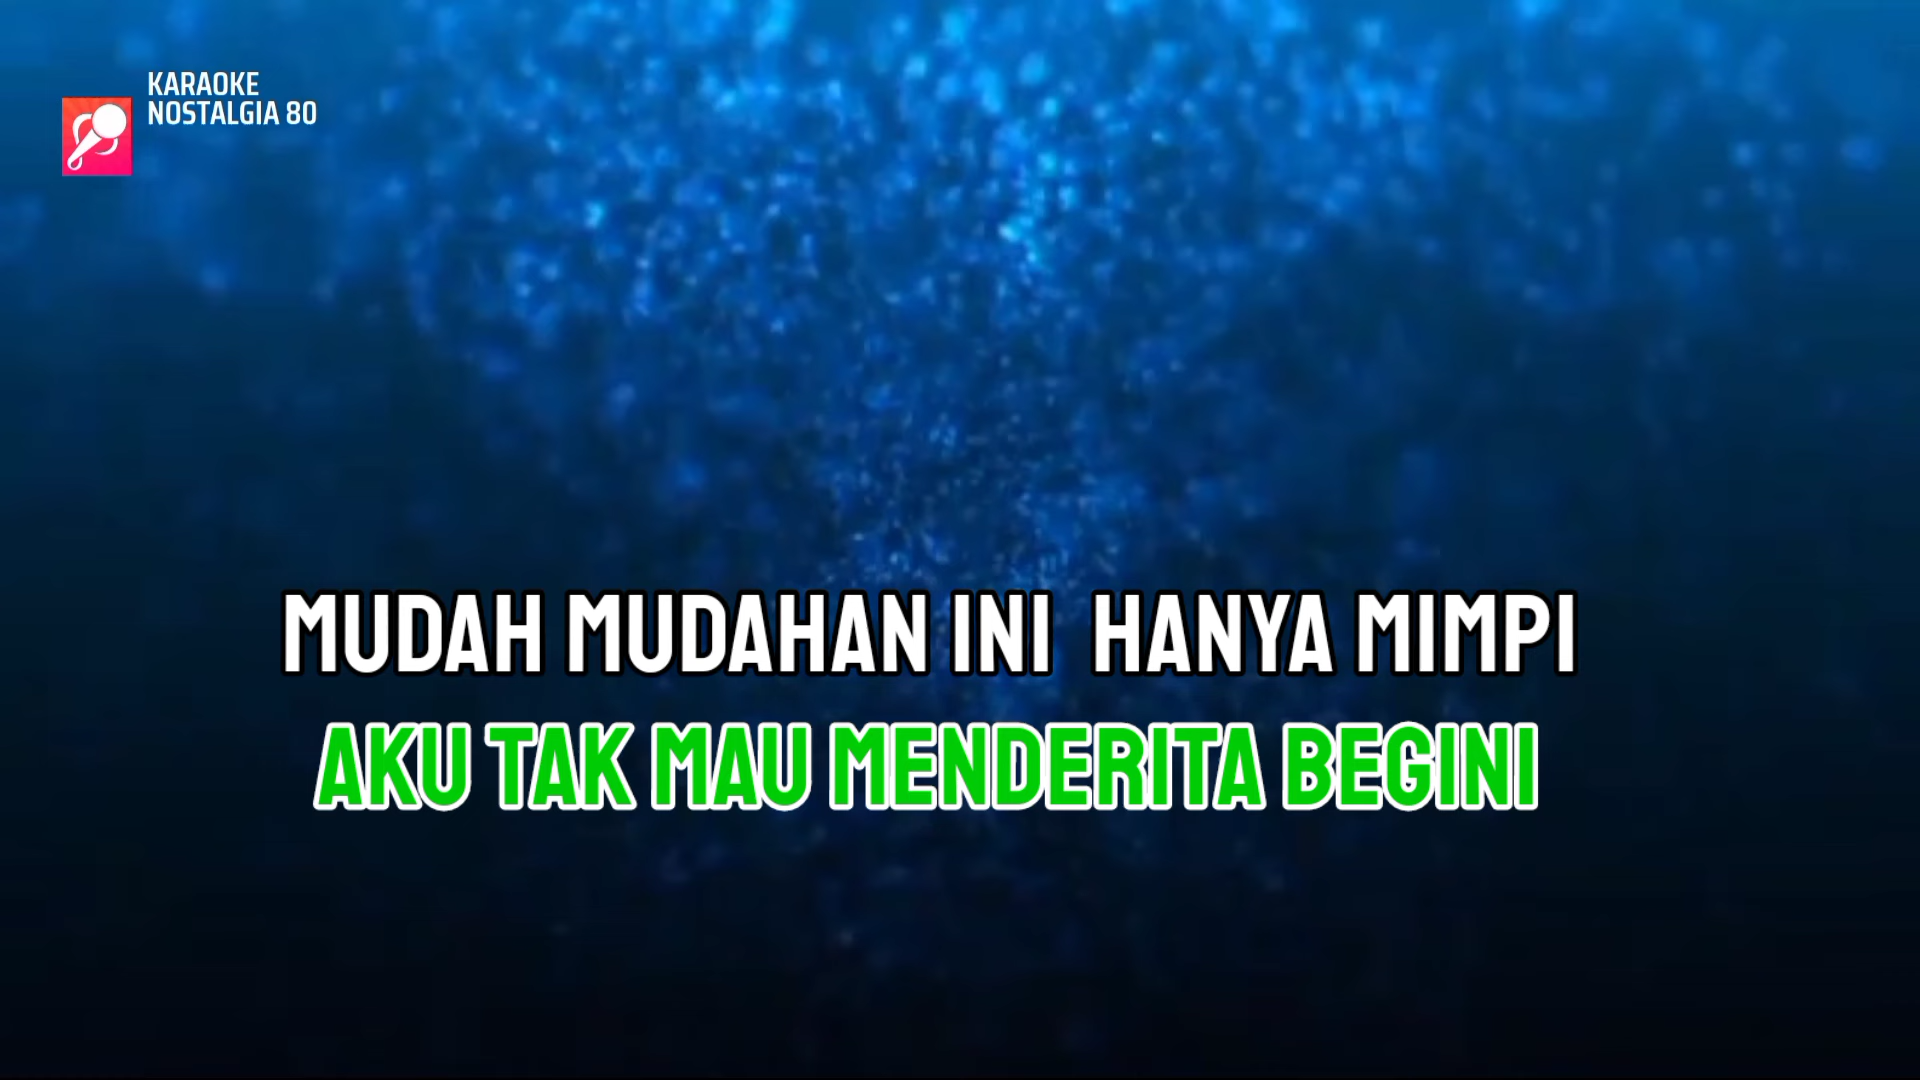 KARAOKE
NOSTALGIA 80
MUDAH MUDAHAN INI HANYA MIMPI
AKU TAK MAU MENDERITA BEGINI